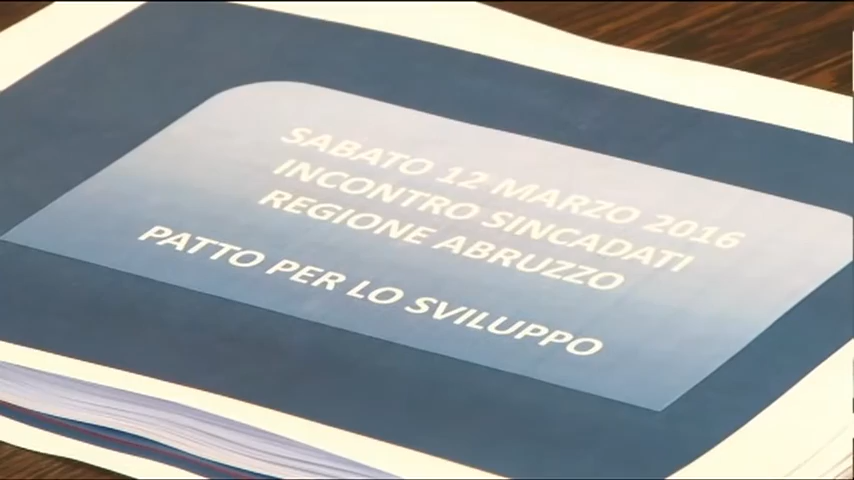 SABATO 12 MARZO 2016
INCONTRO SINCADATI
REGIONE ABRUZZO
PATTO PER LO SVILUPPO